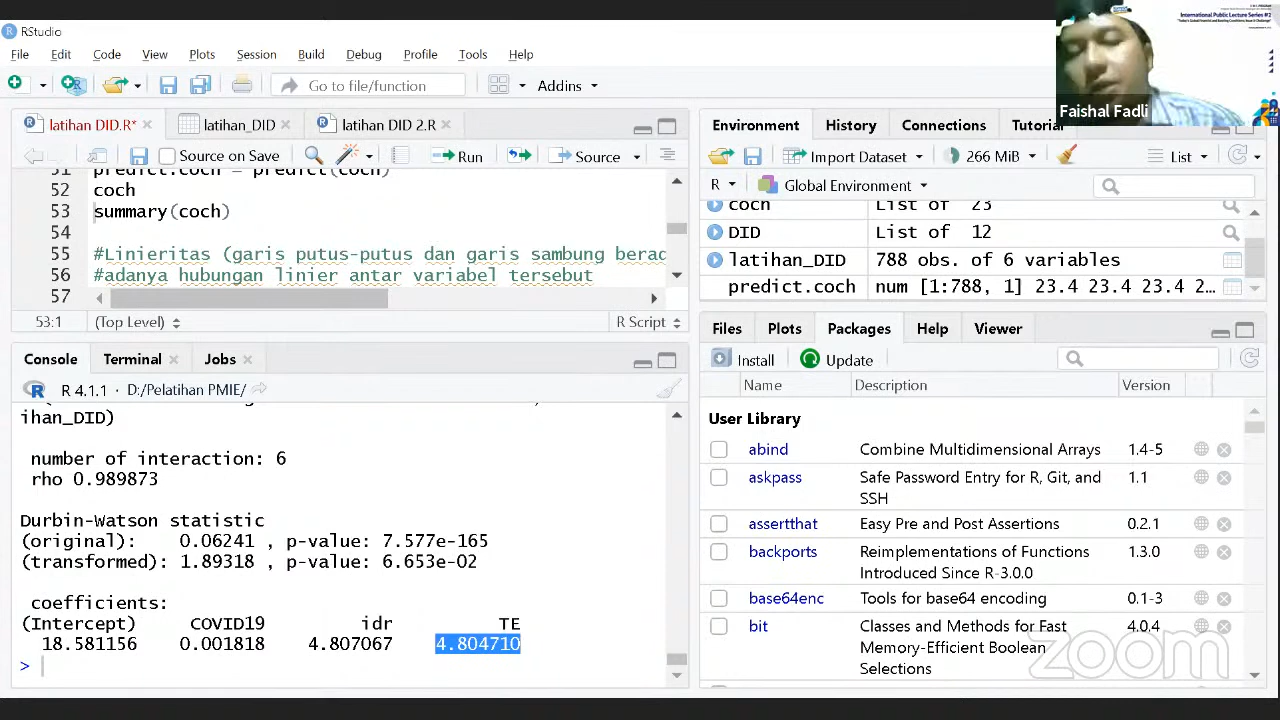 RStudio
File Edit Code View Plots Session Build Debug Profile Tools Help
Go to file/function
Addins
International Public Lecture Series #2
Faishal Fadli
latihan DID.R*
latihan_DID
latihan DID 2.R
Source on Save
Run
Source
51 predict.coch = predict(coch)
52 coch
53 summary(coch)
54
55 #Linieritas (garis putus-putus dan garis sambung berad
56 #adanya hubungan linier antar variabel tersebut
57
53:1 (Top Level) R Script
Console Terminal Jobs
R 4.1.1 · D:/Pelatihan PMIE/
ihan_DID)
number of interaction: 6
rho 0.989873
Durbin-Watson statistic
(original): 0.06241 , p-value: 7.577e-165
(transformed): 1.89318 , p-value: 6.653e-02
coefficients:
(Intercept) COVID19 idr TE
18.581156 0.001818 4.807067 4.804710
>
Environment History Connections Tutorial
Import Dataset 266 MiB List
R Global Environment
coch List of 23
DID List of 12
latihan_DID 788 obs. of 6 variables
predict.coch num [1:788, 1] 23.4 23.4 23.4 2...
Files Plots Packages Help Viewer
Install Update
Name Description Version
User Library
abind Combine Multidimensional Arrays 1.4-5
askpass Safe Password Entry for R, Git, and 1.1
SSH
assertthat Easy Pre and Post Assertions 0.2.1
backports Reimplementations of Functions 1.3.0
Introduced Since R-3.0.0
base64enc Tools for base64 encoding 0.1-3
bit Classes and Methods for Fast 4.0.4
Memory-Efficient Boolean
Selections
zoom